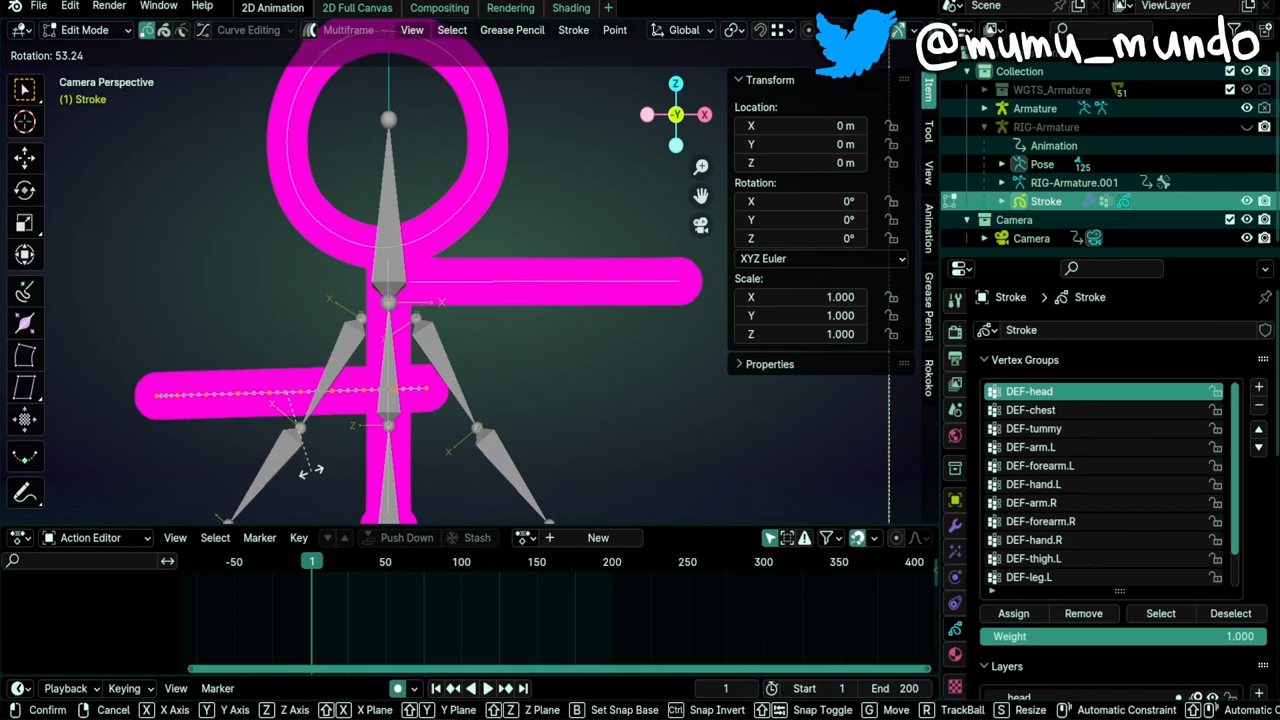 File Edit Render Window Help 2D Animation 2D Full Canvas Compositing Rendering Shading + Scene ViewLayer
Edit Mode Curve Editing Multiframe View Select Grease Pencil Stroke Point Global
@mumu_mundo
Rotation: 53.24
Camera Perspective
(1) Stroke
Z
-Y
X
Transform
Location:
X 0 m
Y 0 m
Z 0 m
Rotation:
X 0°
Y 0°
Z 0°
XYZ Euler
Scale:
X 1.000
Y 1.000
Z 1.000
Properties
Item
Tool
View
Animation
Grease Pencil
Rokoko
Collection
WGTS_Armature 51
Armature
RIG-Armature
Animation
Pose 125
RIG-Armature.001
Stroke
Camera
Camera
Stroke Stroke
Stroke
Vertex Groups
DEF-head
DEF-chest
DEF-tummy
DEF-arm.L
DEF-forearm.L
DEF-hand.L
DEF-arm.R
DEF-forearm.R
DEF-hand.R
DEF-thigh.L
DEF-leg.L
Assign Remove Select Deselect
Weight 1.000
Layers
head
Action Editor View Select Marker Key Push Down Stash New
-50 1 50 100 150 200 250 300 350 400
Playback Keying View Marker 1 Start 1 End 200
Confirm Cancel X X Axis Y Y Axis Z Z Axis X X Plane Y Y Plane Z Z Plane B Set Snap Base Ctrl Snap Invert Snap Toggle G Move R TrackBall S Resize Automatic Constraint Automatic Co